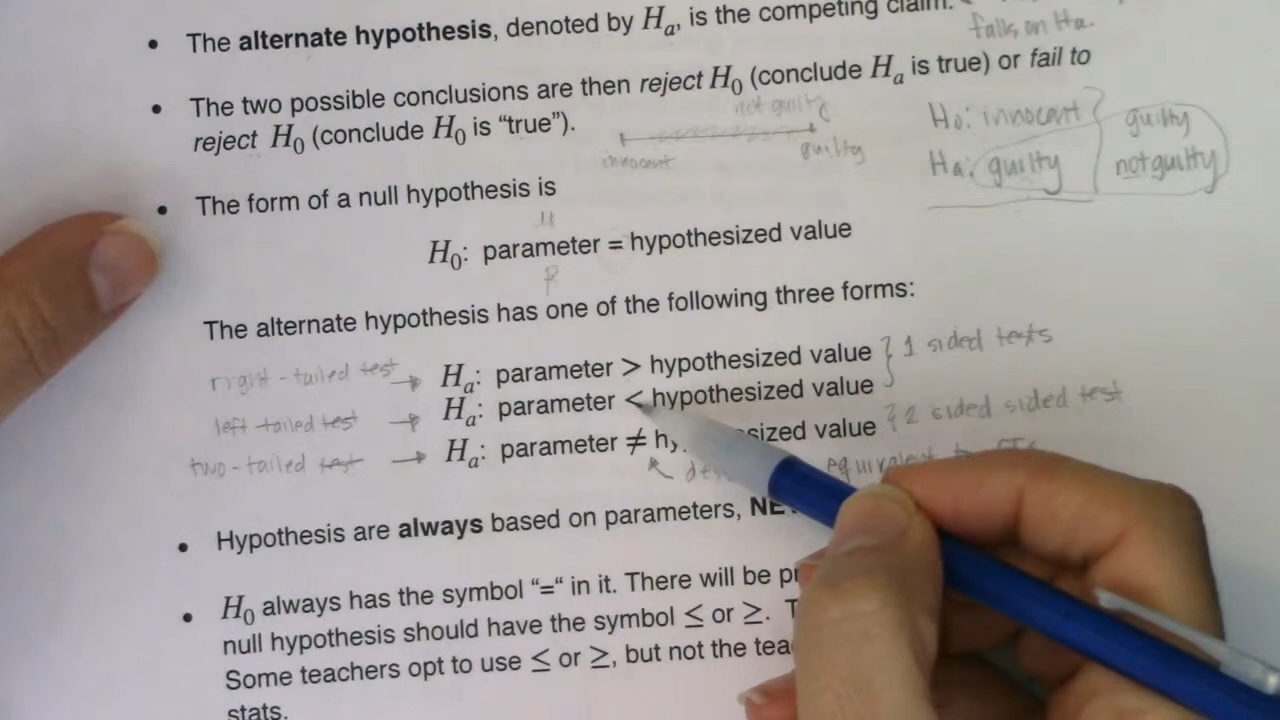 The alternate hypothesis, denoted by Ha, is the competing claim.
falls on Ha.
• The two possible conclusions are then reject H0 (conclude Ha is true) or fail to
reject H0 (conclude H0 is “true”).
not guilty
innocent guilty
H0: innocent guilty
Ha: guilty not guilty
• The form of a null hypothesis is
μ
H0: parameter = hypothesized value
p
The alternate hypothesis has one of the following three forms:
right-tailed test → Ha: parameter > hypothesized value } 1 sided tests
left-tailed test → Ha: parameter < hypothesized value
two-tailed test → Ha: parameter ≠ sized value } 2 sided sided test
equivalent to
• Hypothesis are always based on parameters,
• H0 always has the symbol “=“ in it. There will be
null hypothesis should have the symbol ≤ or ≥.
Some teachers opt to use ≤ or ≥, but not the
stats.